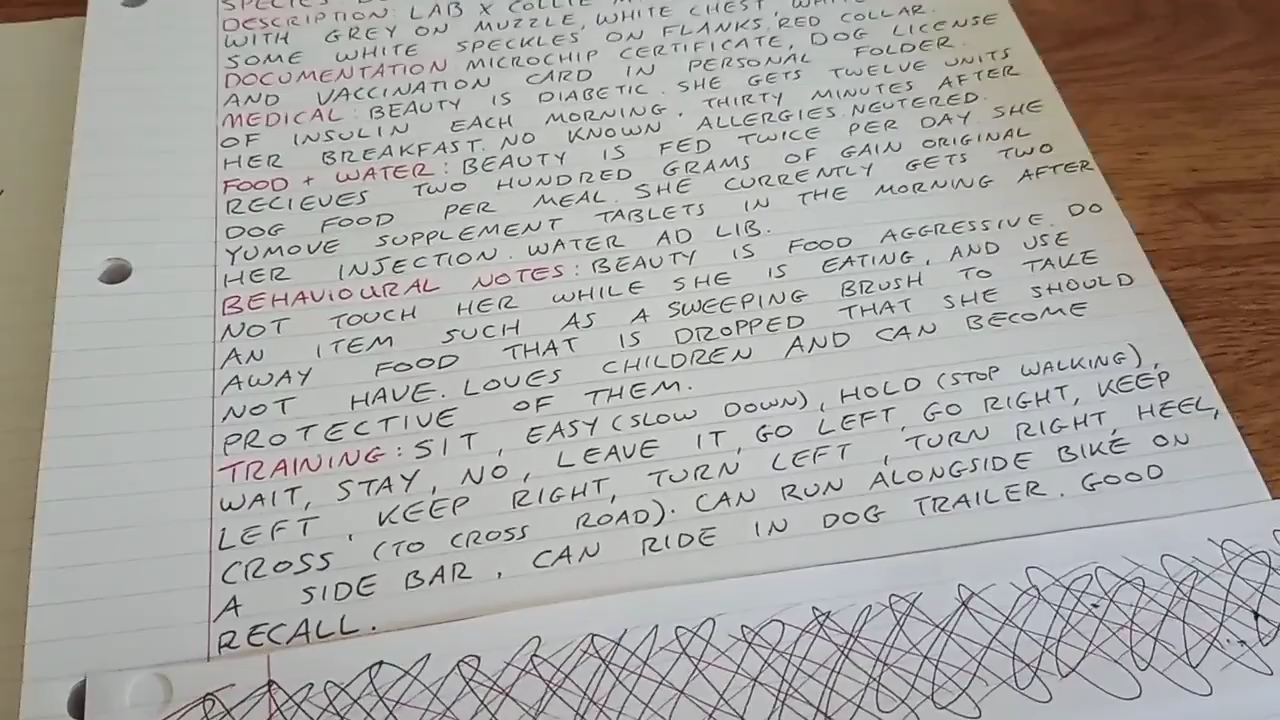 DESCRIPTION: LAB X COLLIE
WITH GREY ON MUZZLE, WHITE CHEST,
SOME WHITE SPECKLES ON FLANKS. RED COLLAR.
DOCUMENTATION MICROCHIP CERTIFICATE, DOG LICENSE
AND VACCINATION CARD IN PERSONAL FOLDER.
MEDICAL: BEAUTY IS DIABETIC. SHE GETS TWELVE UNITS
OF INSULIN EACH MORNING. THIRTY MINUTES AFTER
HER BREAKFAST. NO KNOWN ALLERGIES. NEUTERED.
FOOD + WATER: BEAUTY IS FED TWICE PER DAY. SHE
RECIEVES TWO HUNDRED GRAMS OF GAIN ORIGINAL
DOG FOOD PER MEAL. SHE CURRENTLY GETS TWO
YUMOVE SUPPLEMENT TABLETS IN THE MORNING AFTER
HER INJECTION. WATER AD LIB.
BEHAVIOURAL NOTES: BEAUTY IS FOOD AGGRESSIVE. DO
NOT TOUCH HER WHILE SHE IS EATING, AND USE
AN ITEM SUCH AS A SWEEPING BRUSH TO TAKE
AWAY FOOD THAT IS DROPPED THAT SHE SHOULD
NOT HAVE. LOVES CHILDREN AND CAN BECOME
PROTECTIVE OF THEM.
TRAINING: SIT, EASY (SLOW DOWN), HOLD (STOP WALKING),
WAIT, STAY, NO, LEAVE IT, GO LEFT, GO RIGHT, KEEP
LEFT, KEEP RIGHT, TURN LEFT, TURN RIGHT, HEEL,
CROSS (TO CROSS ROAD). CAN RUN ALONGSIDE BIKE ON
A SIDE BAR. CAN RIDE IN DOG TRAILER. GOOD
RECALL.